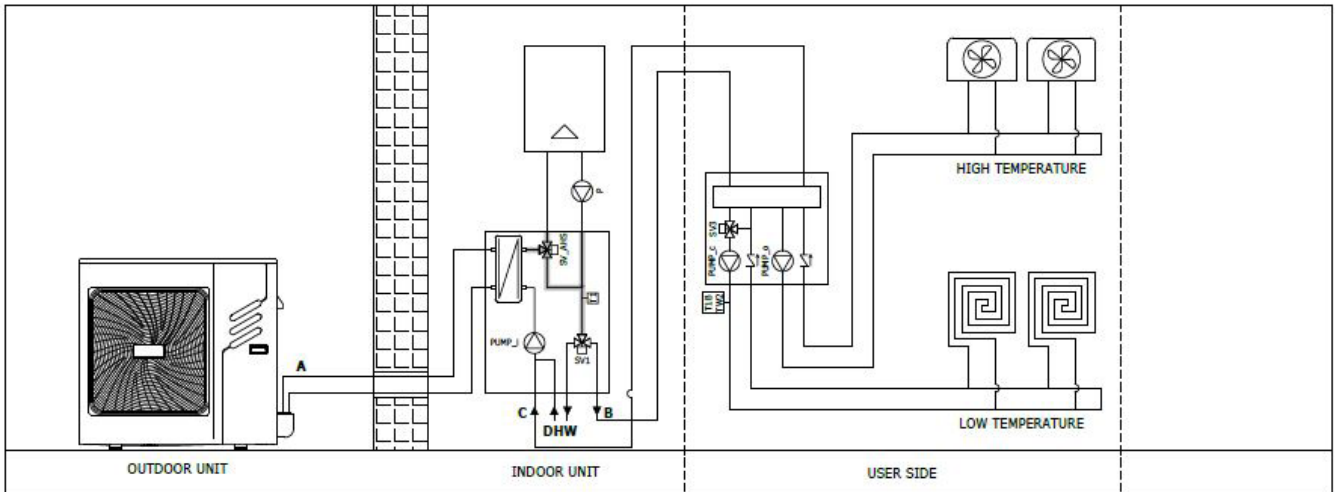 HIGH TEMPERATURE
P
SV_AHS
SV3
PUMP_c
PUMP_o
T1
T1B
TW2
PUMP_i
SV1
A
C
DHW
B
LOW TEMPERATURE
OUTDOOR UNIT
INDOOR UNIT
USER SIDE